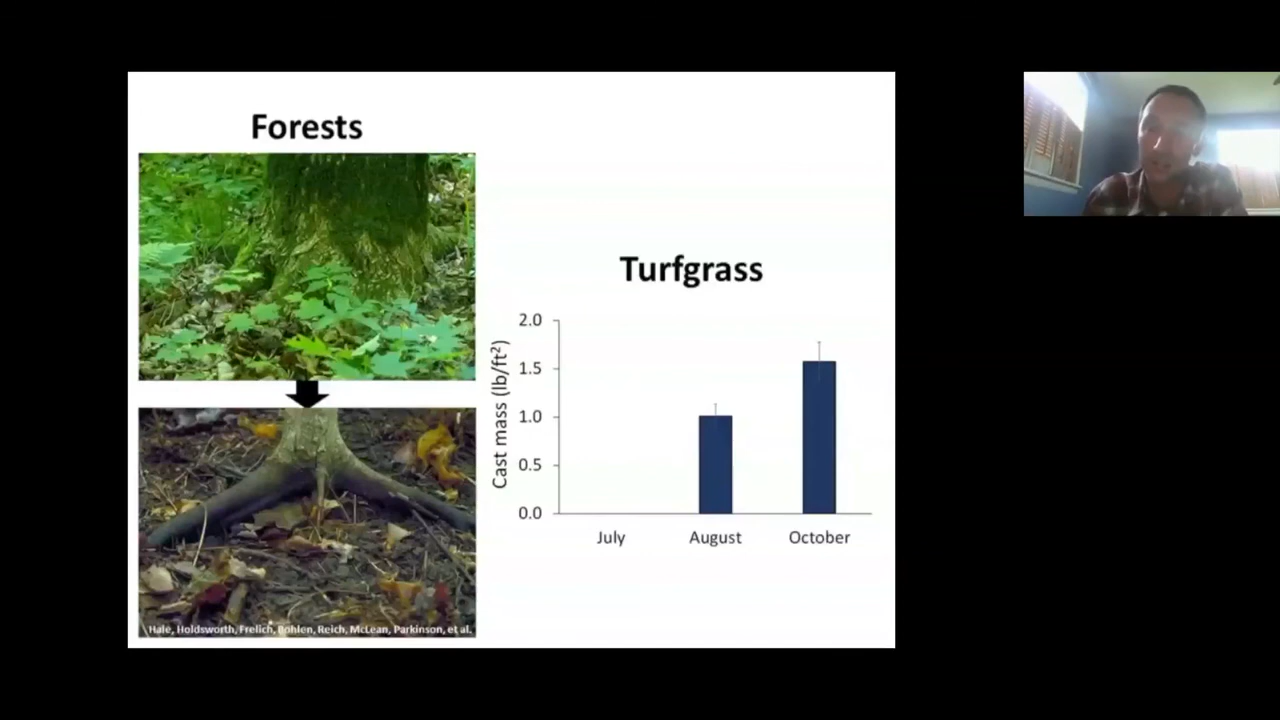 Forests
Hale, Holdsworth, Frelich, Bohlen, Reich, McLean, Parkinson, et al.
Turfgrass
Cast mass (lb/ft²)
2.0
1.5
1.0
0.5
0.0
July August October